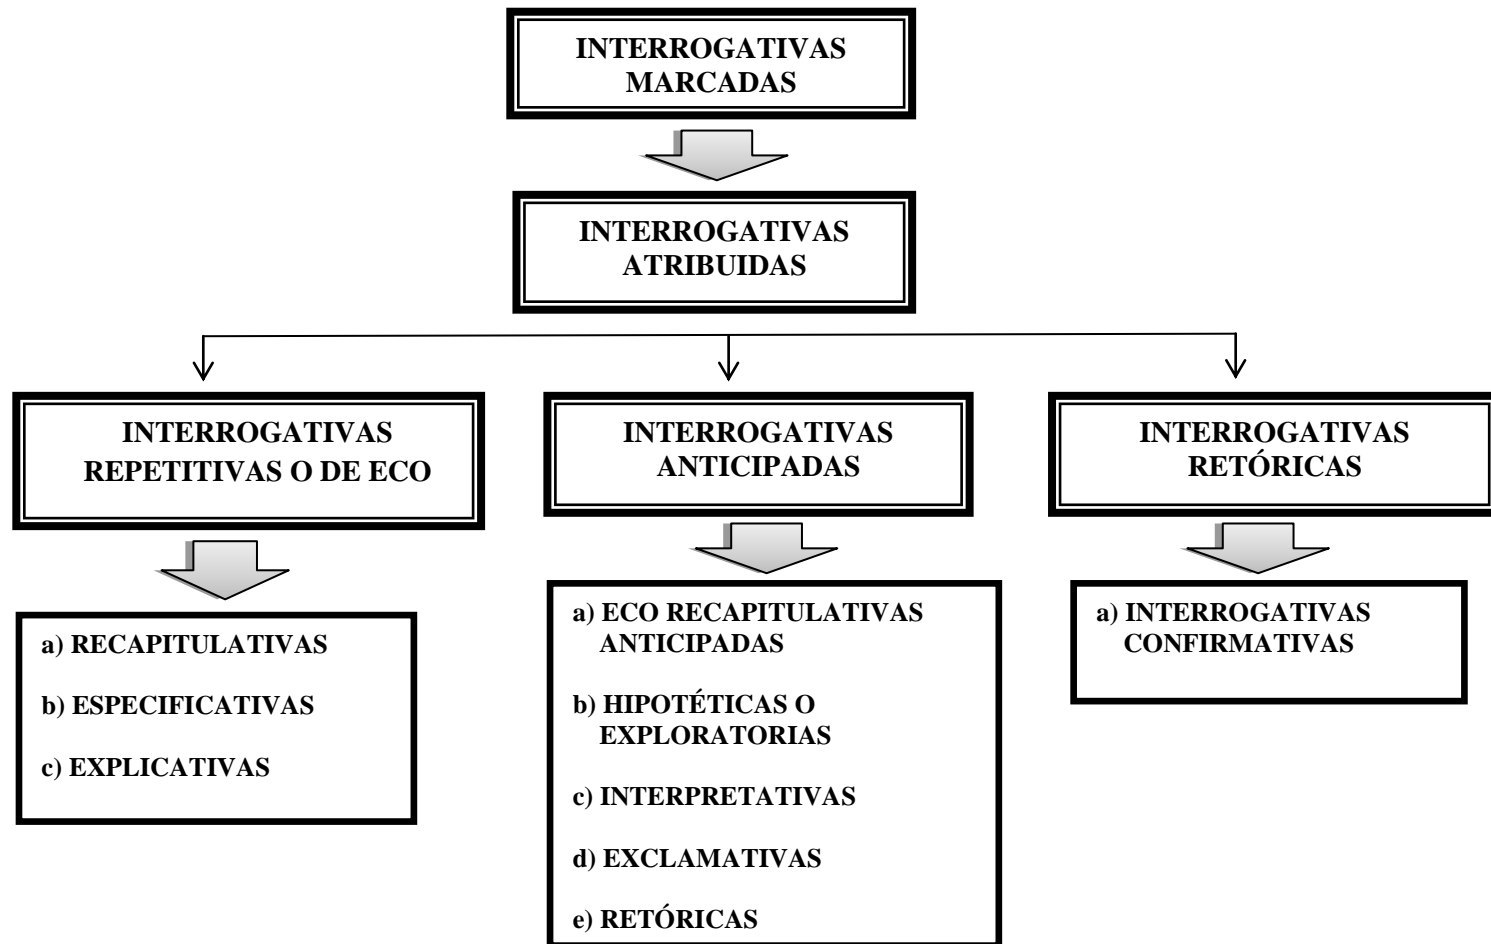 INTERROGATIVAS
MARCADAS
INTERROGATIVAS
ATRIBUIDAS
INTERROGATIVAS
REPETITIVAS O DE ECO
INTERROGATIVAS
ANTICIPADAS
INTERROGATIVAS
RETÓRICAS
a) RECAPITULATIVAS
b) ESPECIFICATIVAS
c) EXPLICATIVAS
a) ECO RECAPITULATIVAS
ANTICIPADAS
b) HIPOTÉTICAS O
EXPLORATORIAS
c) INTERPRETATIVAS
d) EXCLAMATIVAS
e) RETÓRICAS
a) INTERROGATIVAS
CONFIRMATIVAS